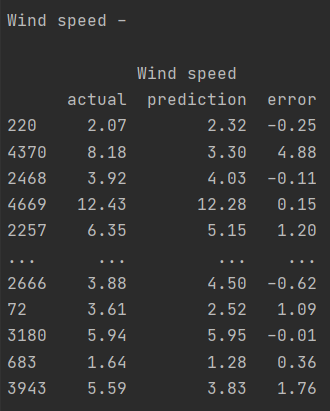 Wind speed –
Wind speed
actual prediction error
220 2.07 2.32 −0.25
4370 8.18 3.30 4.88
2468 3.92 4.03 −0.11
4669 12.43 12.28 0.15
2257 6.35 5.15 1.20
... ... ... ...
2666 3.88 4.50 −0.62
72 3.61 2.52 1.09
3180 5.94 5.95 −0.01
683 1.64 1.28 0.36
3943 5.59 3.83 1.76